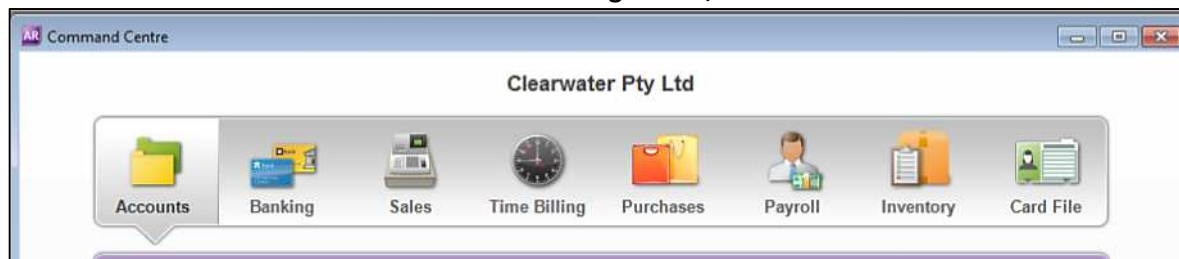 AR Command Centre
Clearwater Pty Ltd
Accounts Banking Sales Time Billing Purchases Payroll Inventory Card File